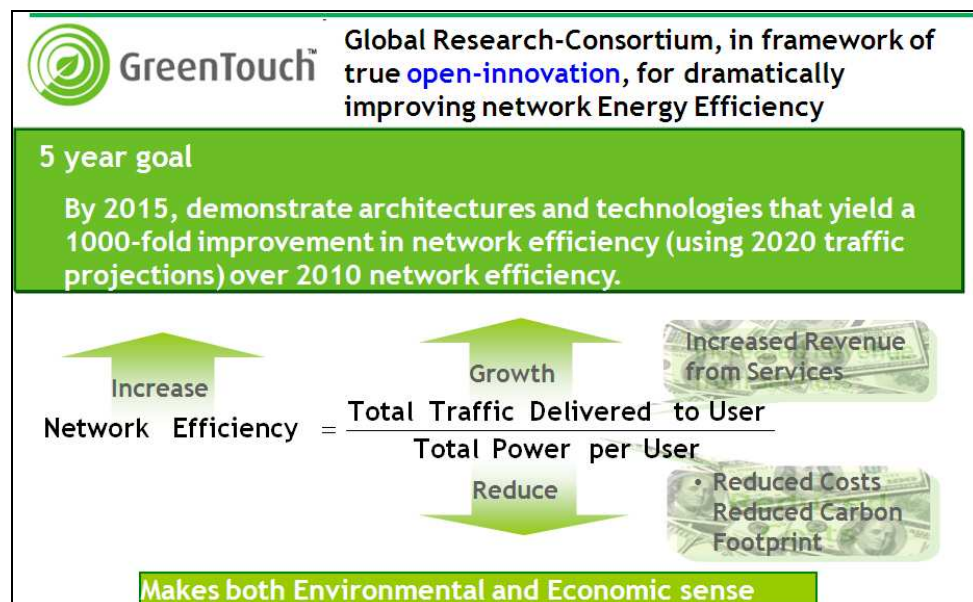 GreenTouch™
Global Research-Consortium, in framework of
true open-innovation, for dramatically
improving network Energy Efficiency
5 year goal
By 2015, demonstrate architectures and technologies that yield a
1000-fold improvement in network efficiency (using 2020 traffic
projections) over 2010 network efficiency.
Increase
Growth
Increased Revenue
from Services
Network Efficiency = Total Traffic Delivered to User
Total Power per User
Reduce
• Reduced Costs
Reduced Carbon
Footprint
Makes both Environmental and Economic sense